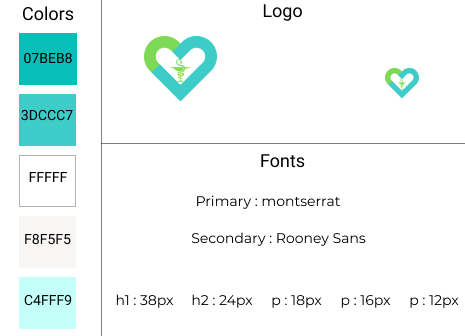 Colors
07BEB8
3DCCC7
FFFFF
F8F5F5
C4FFF9
Logo
Fonts
Primary : montserrat
Secondary : Rooney Sans
h1 : 38px h2 : 24px p : 18px p : 16px p : 12px